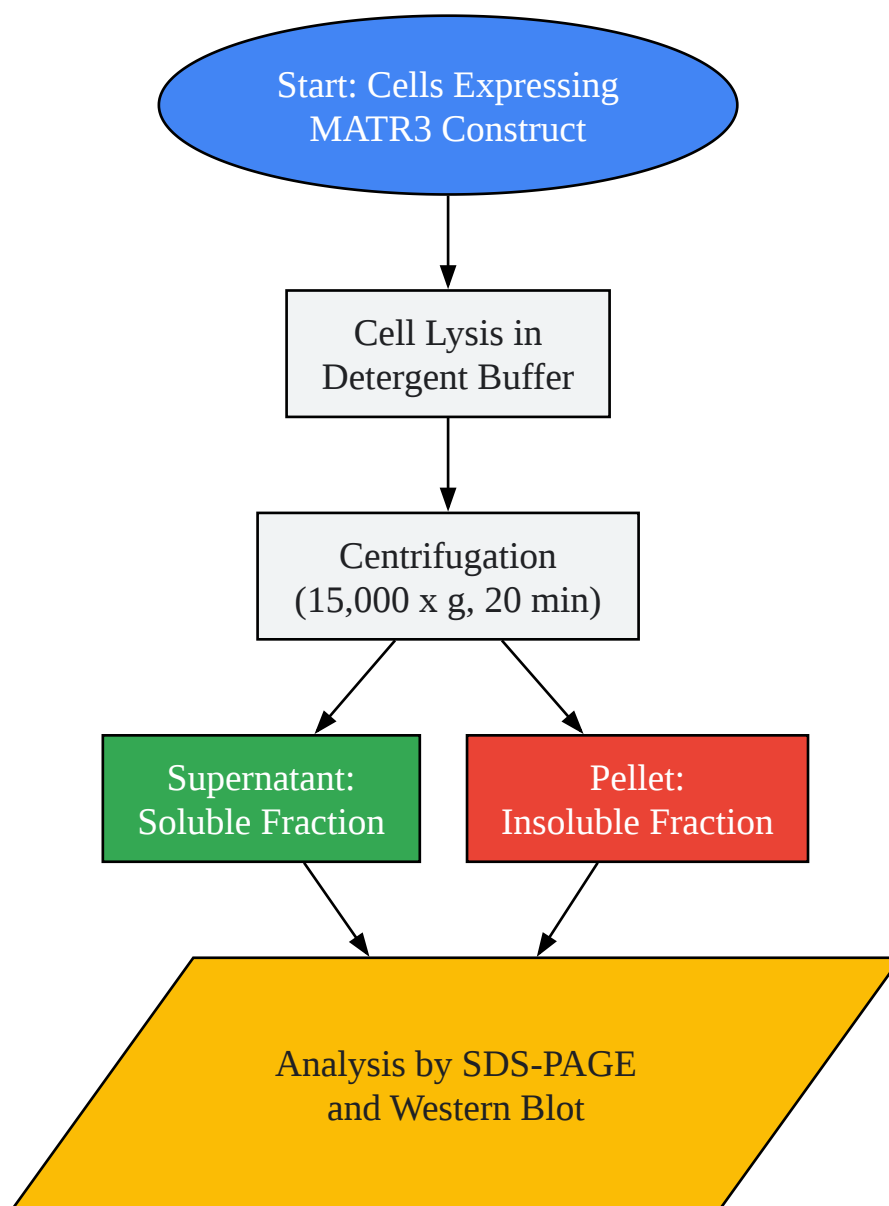 Start: Cells Expressing
MATR3 Construct
Cell Lysis in
Detergent Buffer
Centrifugation
(15,000 x g, 20 min)
Supernatant:
Soluble Fraction
Pellet:
Insoluble Fraction
Analysis by SDS-PAGE
and Western Blot